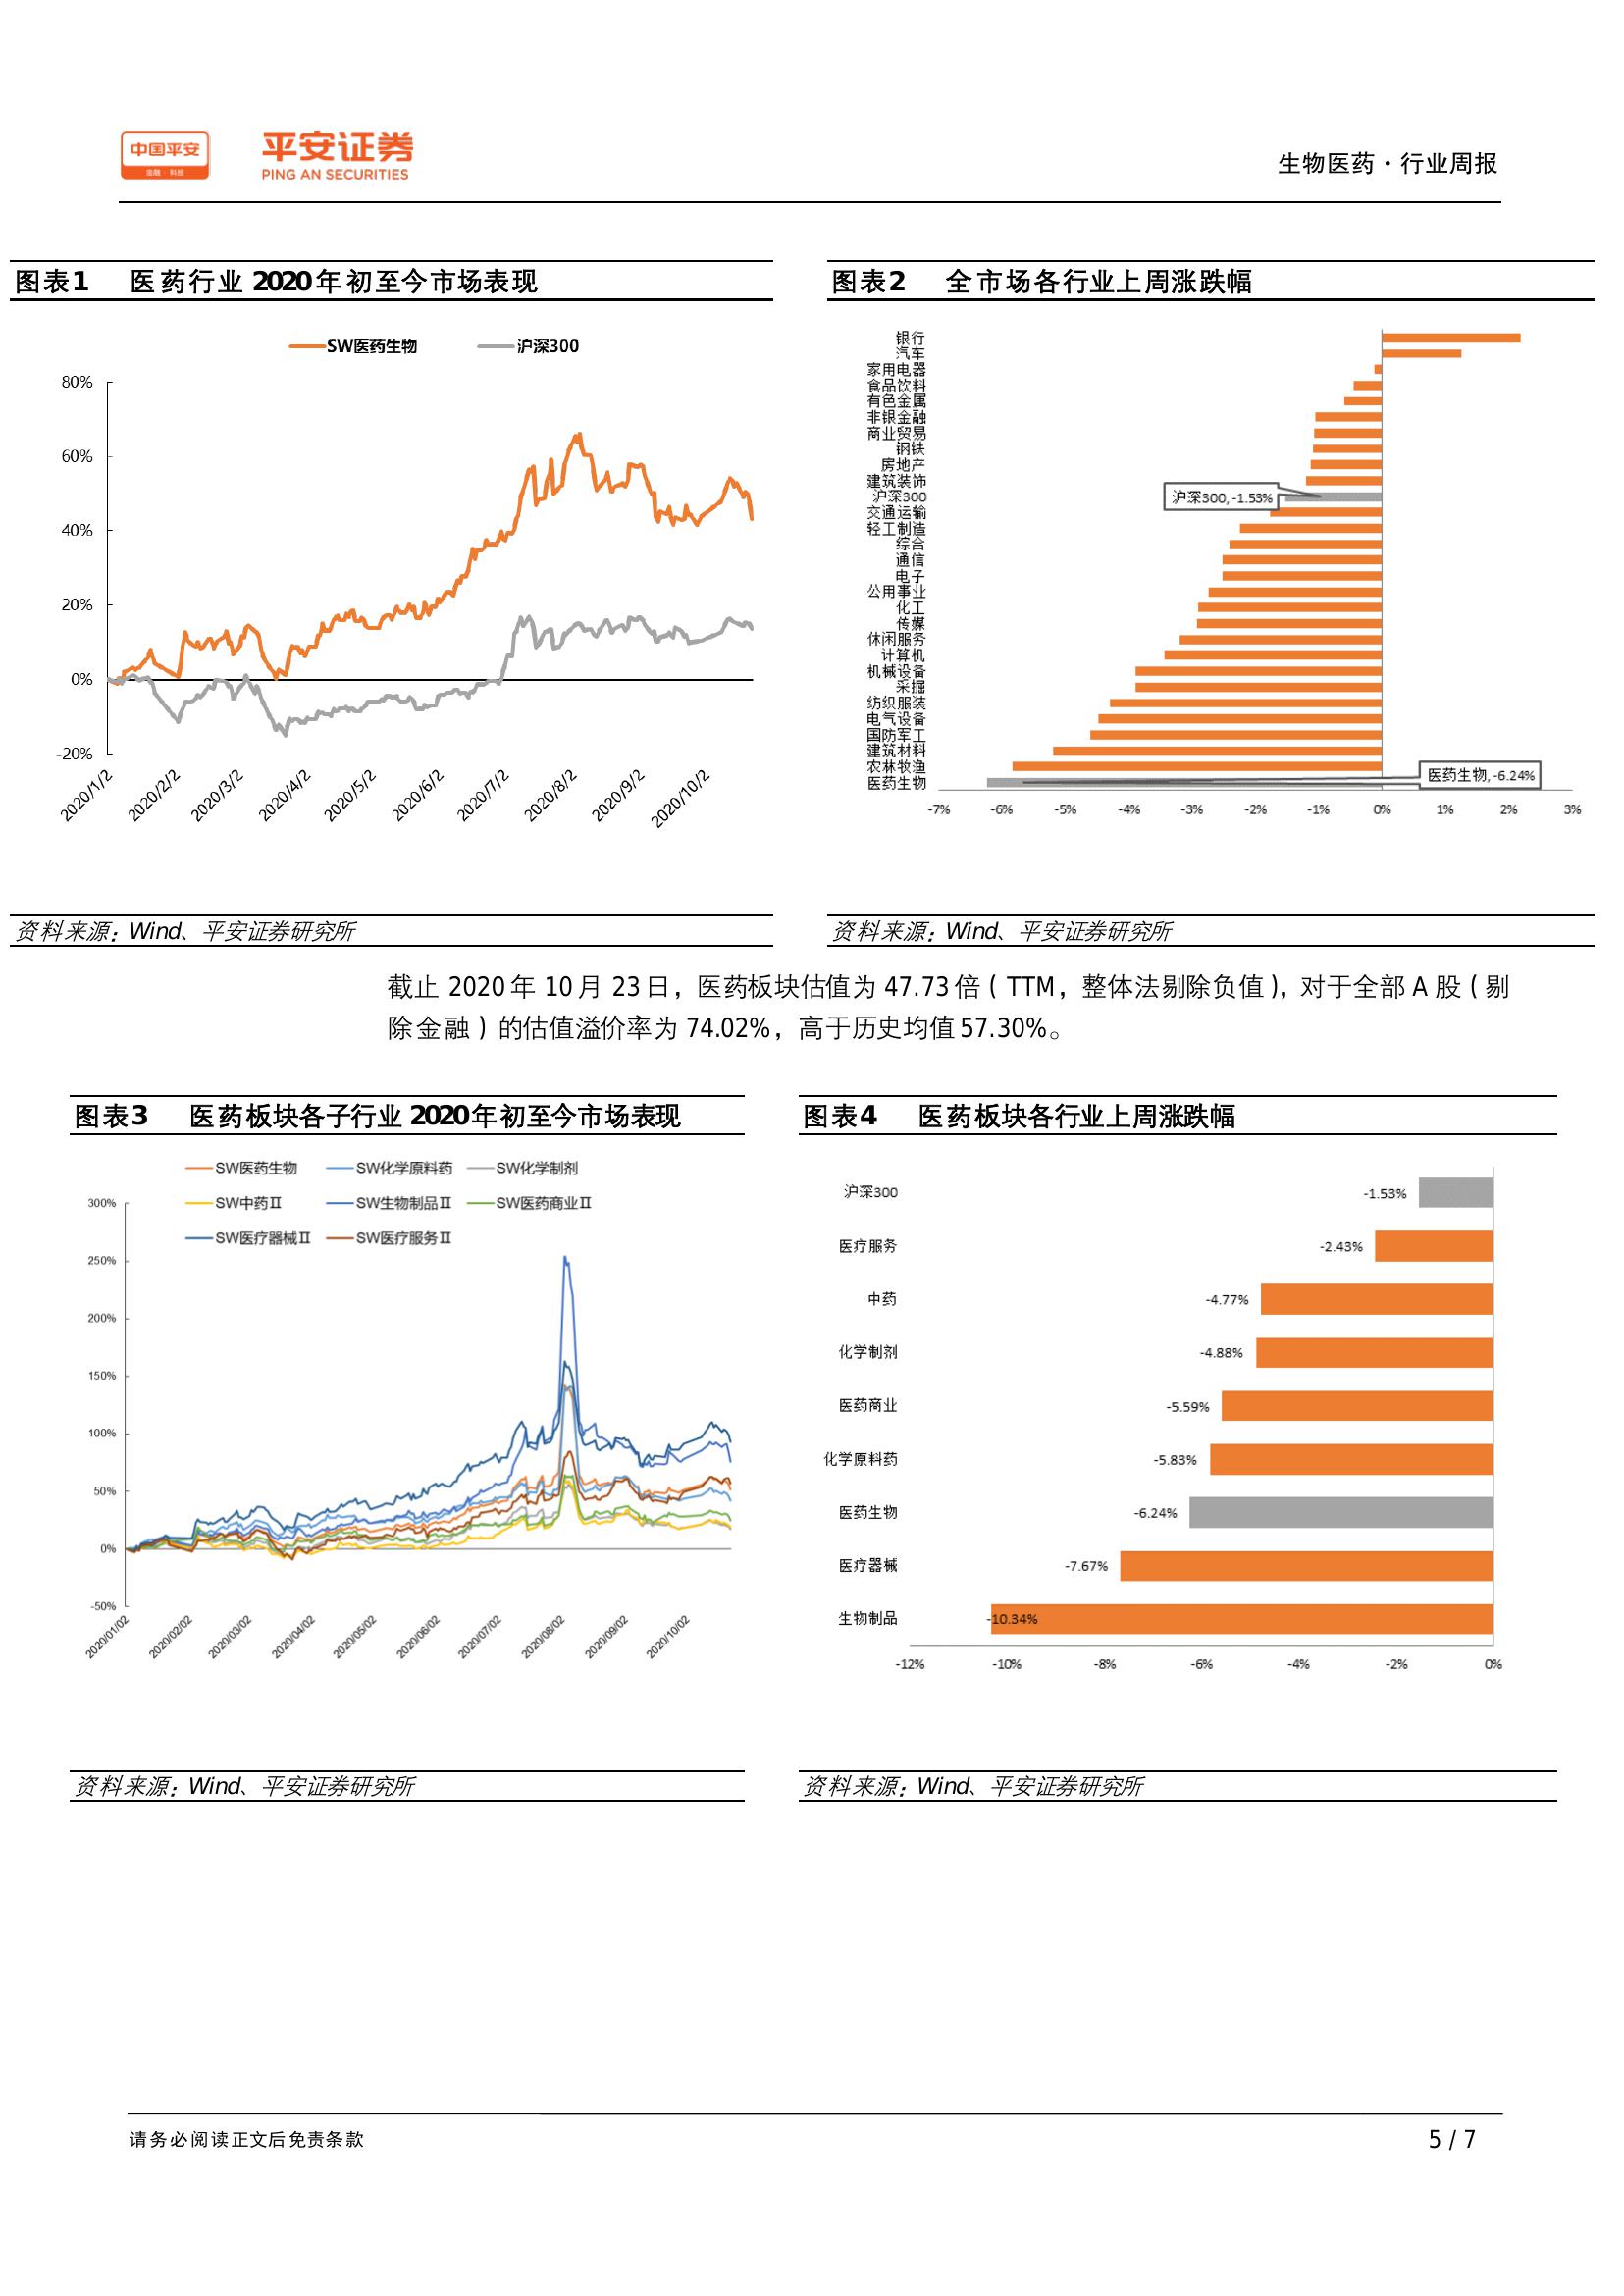 中国平安
金融·科技
平安证券
PING AN SECURITIES
生物医药·行业周报
图表1 医药行业 2020年初至今市场表现
SW医药生物 沪深300
80%
60%
40%
20%
0%
-20%
2020/1/2 2020/2/2 2020/3/2 2020/4/2 2020/5/2 2020/6/2 2020/7/2 2020/8/2 2020/9/2 2020/10/2
资料来源：Wind、平安证券研究所
图表2 全市场各行业上周涨跌幅
银行
汽车
家用电器
食品饮料
有色金属
非银金融
商业贸易
钢铁
房地产
建筑装饰
沪深300
沪深300, -1.53%
交通运输
轻工制造
综合
通信
电子
公用事业
化工
传媒
休闲服务
计算机
机械设备
采掘
纺织服装
电气设备
国防军工
建筑材料
农林牧渔
医药生物
医药生物, -6.24%
-7% -6% -5% -4% -3% -2% -1% 0% 1% 2% 3%
资料来源：Wind、平安证券研究所
截止 2020年 10月 23日，医药板块估值为 47.73倍（TTM，整体法剔除负值），对于全部 A 股（剔
除金融）的估值溢价率为 74.02%，高于历史均值57.30%。
图表3 医药板块各子行业 2020年初至今市场表现
SW医药生物 SW化学原料药 SW化学制剂
SW中药Ⅱ SW生物制品Ⅱ SW医药商业Ⅱ
SW医疗器械Ⅱ SW医疗服务Ⅱ
300%
250%
200%
150%
100%
50%
0%
-50%
2020/01/02 2020/02/02 2020/03/02 2020/04/02 2020/05/02 2020/06/02 2020/07/02 2020/08/02 2020/09/02 2020/10/02
资料来源：Wind、平安证券研究所
图表4 医药板块各行业上周涨跌幅
沪深300 -1.53%
医疗服务 -2.43%
中药 -4.77%
化学制剂 -4.88%
医药商业 -5.59%
化学原料药 -5.83%
医药生物 -6.24%
医疗器械 -7.67%
生物制品 -10.34%
-12% -10% -8% -6% -4% -2% 0%
资料来源：Wind、平安证券研究所
请务必阅读正文后免责条款
5 / 7